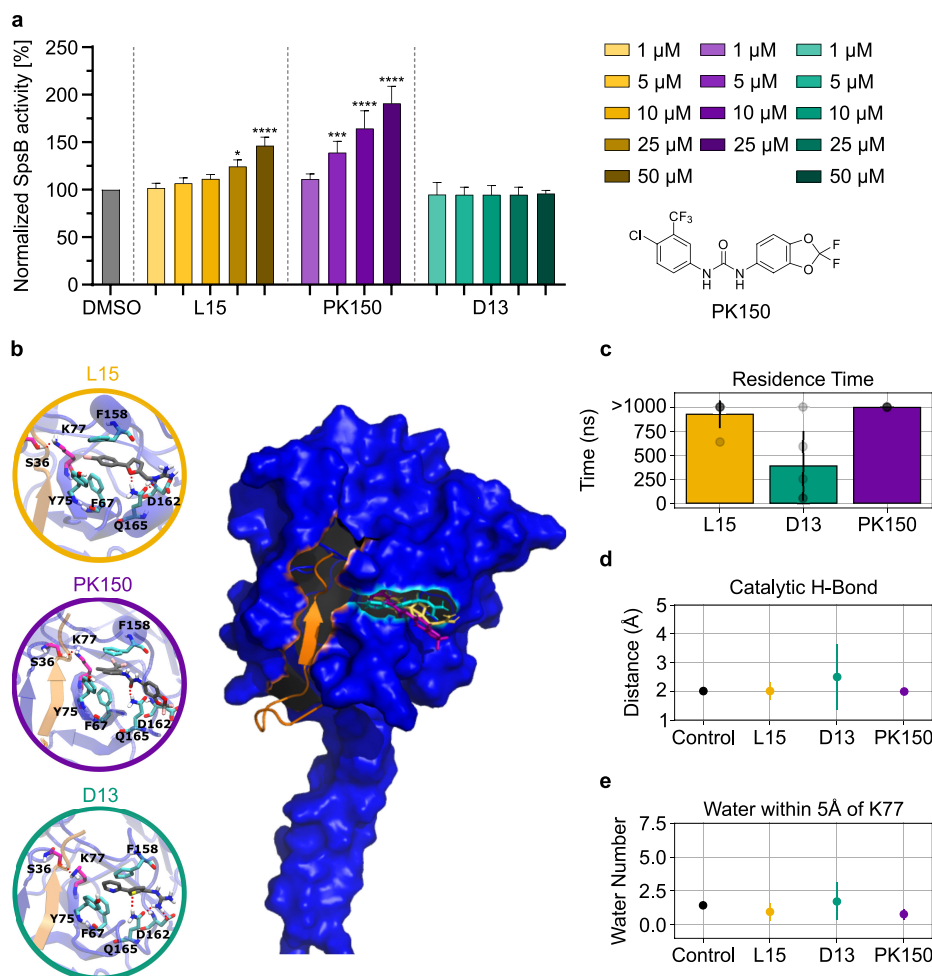 a
Normalized SpsB activity [%]
250
200
150
100
50
0
* **** *** **** ****
DMSO L15 PK150 D13
1 µM 1 µM 1 µM
5 µM 5 µM 5 µM
10 µM 10 µM 10 µM
25 µM 25 µM 25 µM
50 µM 50 µM
CF3
Cl
O
N H N H
O O
F F
PK150
b
L15
F158
K77
S36
Y75
F67
D162
Q165
PK150
F158
K77
S36
Y75
F67
D162
Q165
D13
F158
S36
K77
Y75
F67
D162
Q165
c
Residence Time
Time (ns)
>1000
750
500
250
0
L15 D13 PK150
d
Catalytic H-Bond
Distance (Å)
5
4
3
2
1
Control L15 D13 PK150
e
Water within 5Å of K77
Water Number
7.5
5.0
2.5
0.0
Control L15 D13 PK150